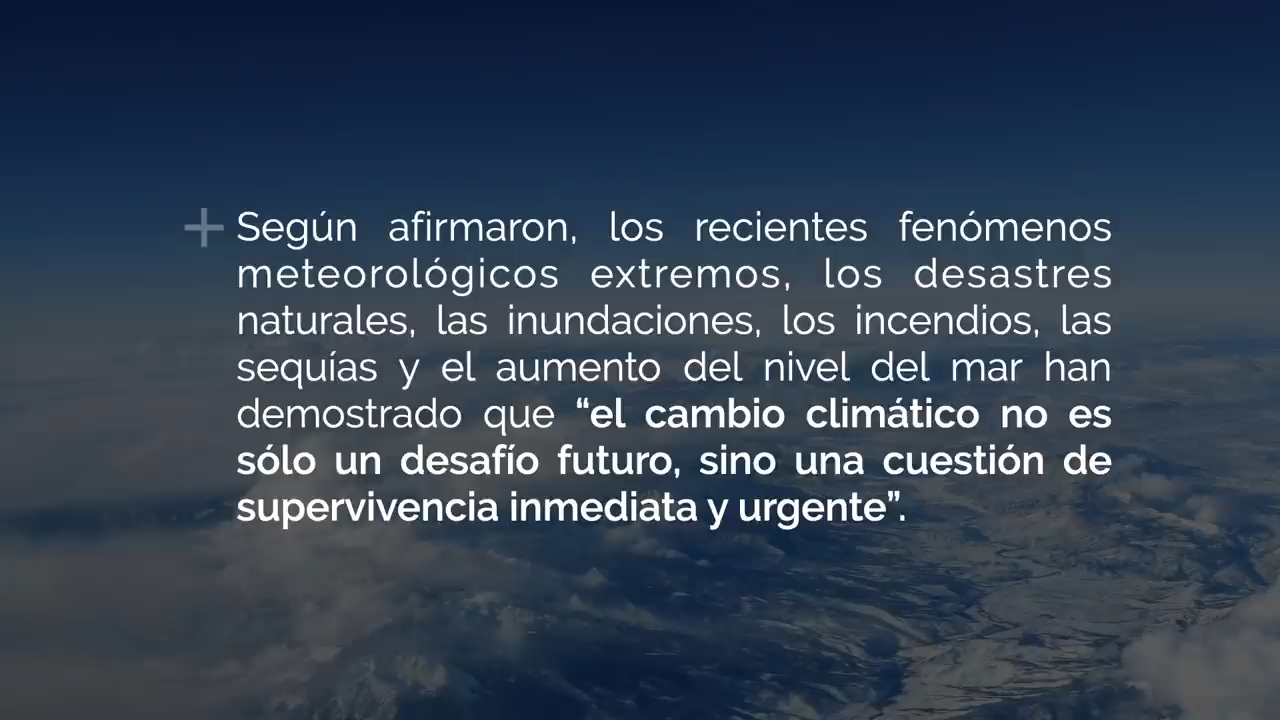 Según afirmaron, los recientes fenómenos
meteorológicos extremos, los desastres
naturales, las inundaciones, los incendios, las
sequías y el aumento del nivel del mar han
demostrado que “el cambio climático no es
sólo un desafío futuro, sino una cuestión de
supervivencia inmediata y urgente”.